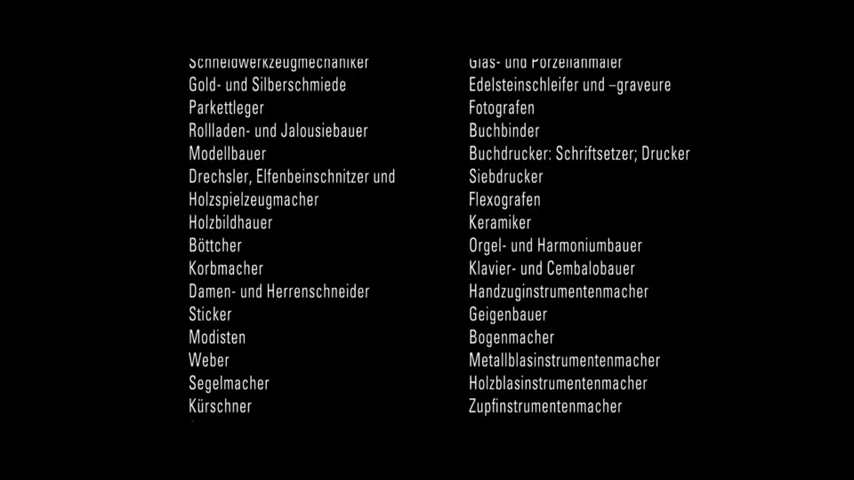 Schneidwerkzeugmechaniker
Gold- und Silberschmiede
Parkettleger
Rollladen- und Jalousiebauer
Modellbauer
Drechsler, Elfenbeinschnitzer und
Holzspielzeugmacher
Holzbildhauer
Böttcher
Korbmacher
Damen- und Herrenschneider
Sticker
Modisten
Weber
Segelmacher
Kürschner
Glas- und Porzellanmaler
Edelsteinschleifer und –graveure
Fotografen
Buchbinder
Buchdrucker: Schriftsetzer; Drucker
Siebdrucker
Flexografen
Keramiker
Orgel- und Harmoniumbauer
Klavier- und Cembalobauer
Handzuginstrumentenmacher
Geigenbauer
Bogenmacher
Metallblasinstrumentenmacher
Holzblasinstrumentenmacher
Zupfinstrumentenmacher